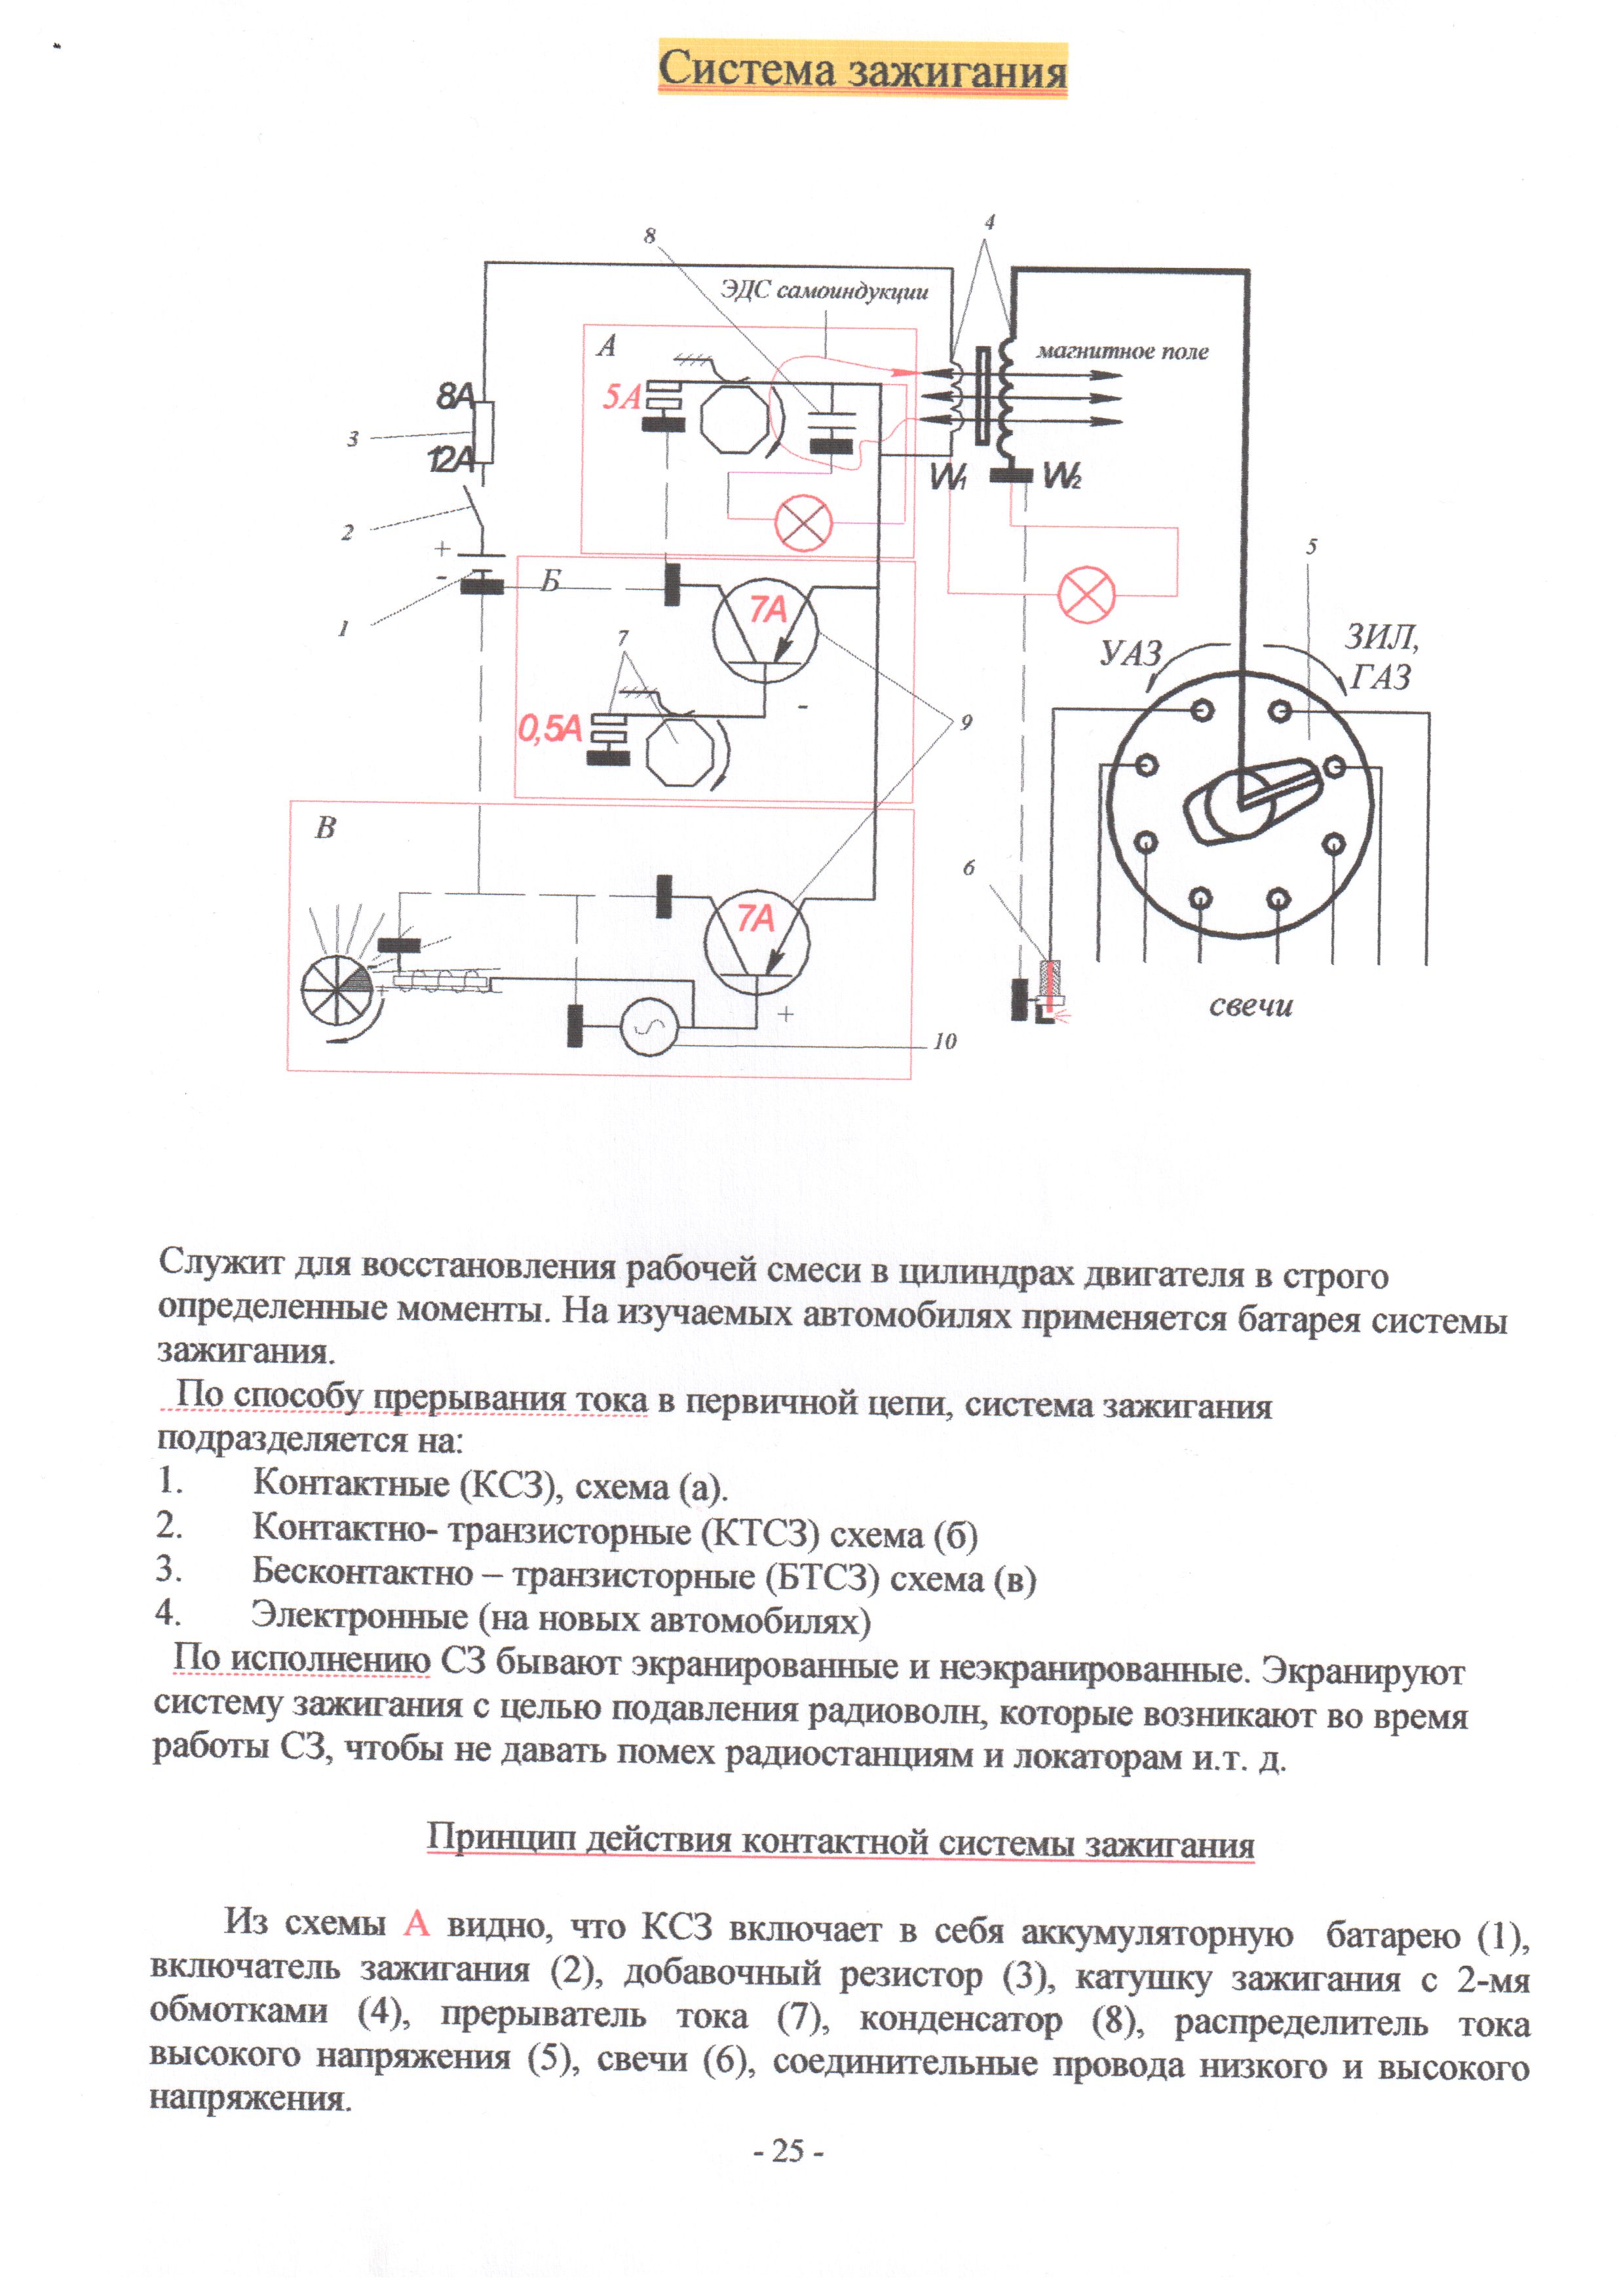 Система зажигания
4
8
ЭДС самоиндукции
А
магнитное поле
8А
5А
3
12А
W1
W2
2
+
-
5
Б
1
7А
7
УАЗ
ЗИЛ,
ГАЗ
-
0,5А
9
В
6
7А
-
+
+
свечи
10
Служит для восстановления рабочей смеси в цилиндрах двигателя в строго
определенные моменты. На изучаемых автомобилях применяется батарея системы
зажигания.
По способу прерывания тока в первичной цепи, система зажигания
подразделяется на:
1. Контактные (КСЗ), схема (а).
2. Контактно- транзисторные (КТСЗ) схема (б)
3. Бесконтактно – транзисторные (БТСЗ) схема (в)
4. Электронные (на новых автомобилях)
По исполнению СЗ бывают экранированные и неэкранированные. Экранируют
систему зажигания с целью подавления радиоволн, которые возникают во время
работы СЗ, чтобы не давать помех радиостанциям и локаторам и.т. д.
Принцип действия контактной системы зажигания
Из схемы А видно, что КСЗ включает в себя аккумуляторную батарею (1),
включатель зажигания (2), добавочный резистор (3), катушку зажигания с 2-мя
обмотками (4), прерыватель тока (7), конденсатор (8), распределитель тока
высокого напряжения (5), свечи (6), соединительные провода низкого и высокого
напряжения.
- 25 -